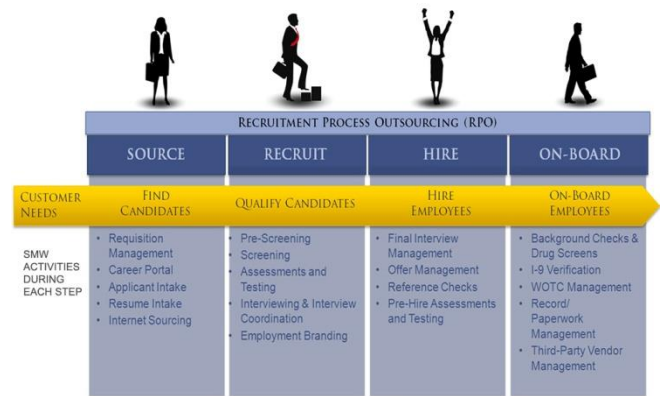 RECRUITMENT PROCESS OUTSOURCING (RPO)
SOURCE
RECRUIT
HIRE
ON-BOARD
CUSTOMER
NEEDS
FIND
CANDIDATES
QUALIFY CANDIDATES
HIRE
EMPLOYEES
ON-BOARD
EMPLOYEES
SMW
ACTIVITIES
DURING
EACH STEP
• Requisition
Management
• Career Portal
• Applicant Intake
• Resume Intake
• Internet Sourcing
• Pre-Screening
• Screening
• Assessments and
Testing
• Interviewing & Interview
Coordination
• Employment Branding
• Final Interview
Management
• Offer Management
• Reference Checks
• Pre-Hire Assessments
and Testing
• Background Checks &
Drug Screens
• I-9 Verification
• WOTC Management
• Record/
Paperwork
Management
• Third-Party Vendor
Management